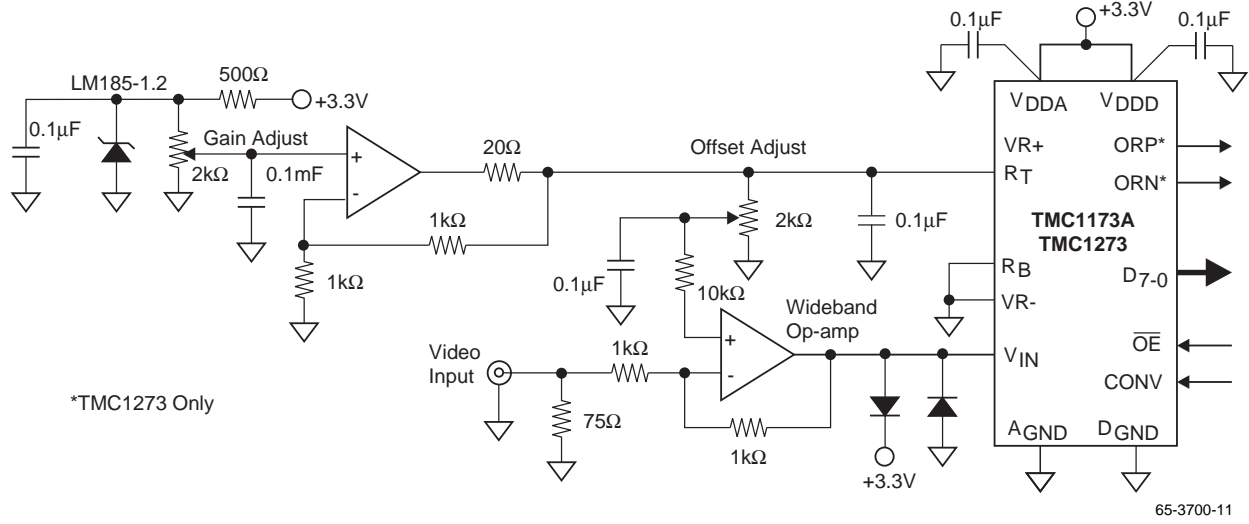 0.1µF
+3.3V
0.1µF
LM185-1.2
500Ω
+3.3V
0.1µF
2kΩ
Gain Adjust
0.1mF
+
-
20Ω
1kΩ
1kΩ
Offset Adjust
2kΩ
0.1µF
0.1µF
10kΩ
Wideband
Op-amp
+
-
Video
Input
75Ω
1kΩ
1kΩ
+3.3V
VDDA
VDDD
VR+
RT
ORP*
ORN*
TMC1173A
TMC1273
RB
VR-
D7-0
VIN
OE
CONV
AGND
DGND
*TMC1273 Only
65-3700-11